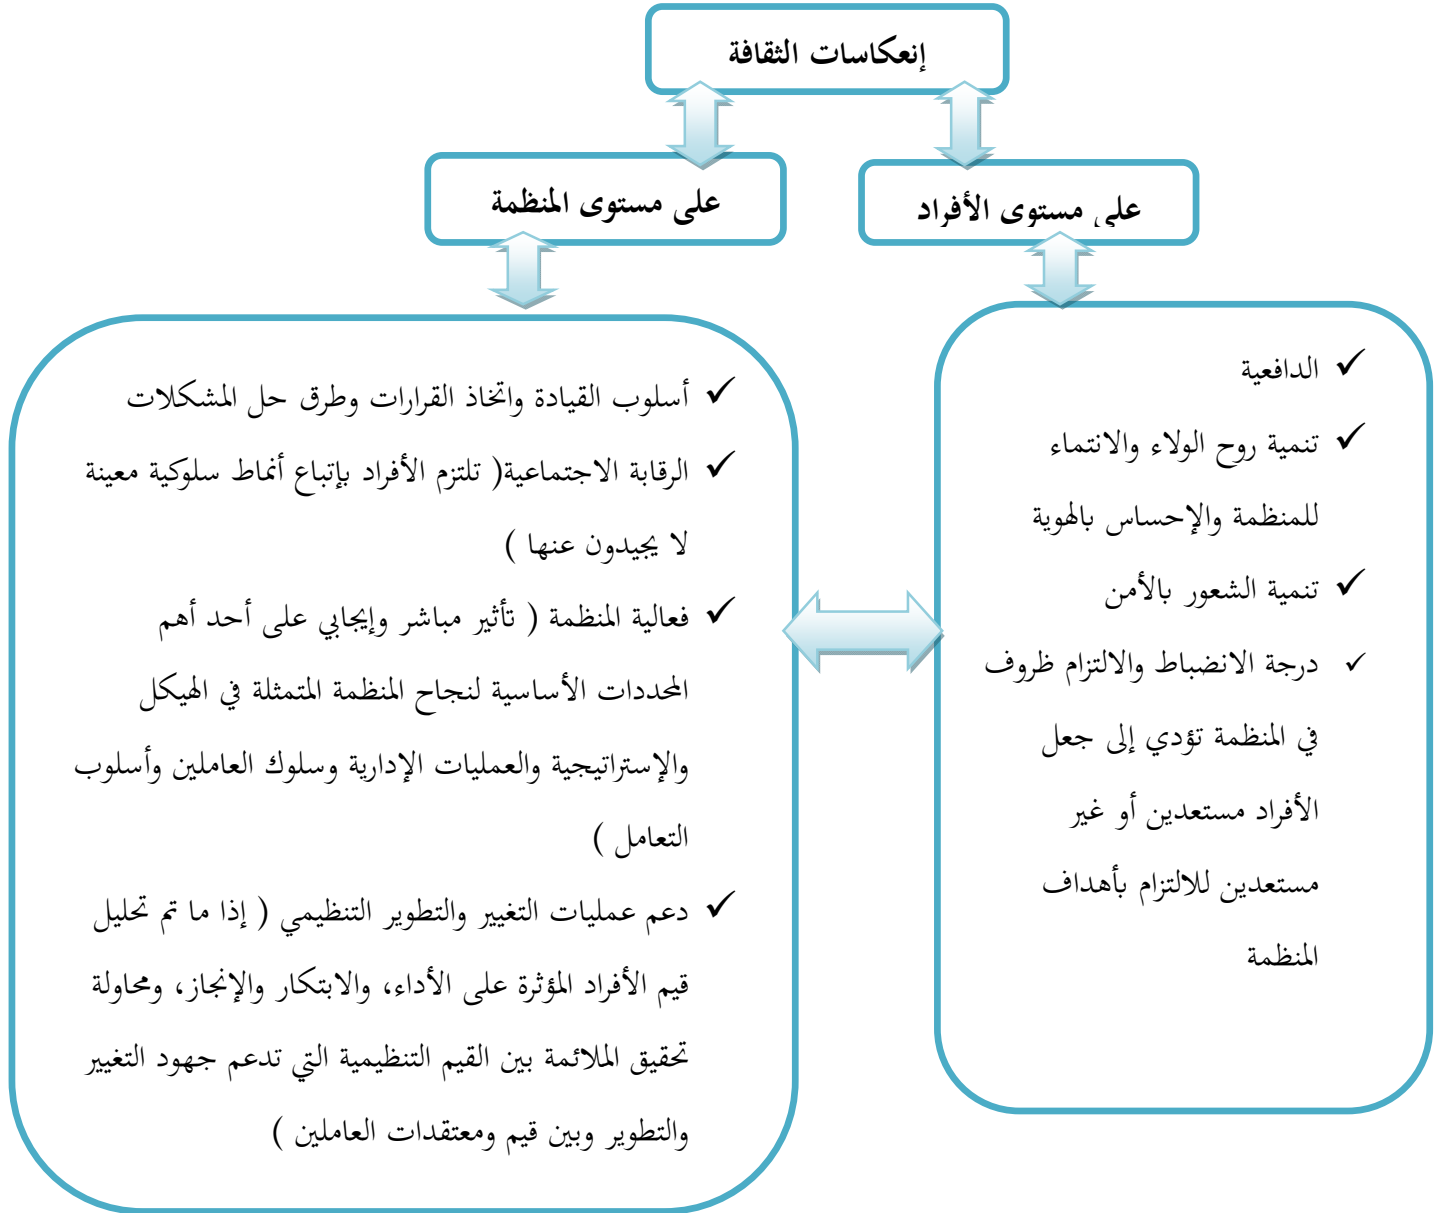 إنعكاسات الثقافة
على مستوى الأفراد
على مستوى المنظمة
✓ الدافعية
✓ تنمية روح الولاء والانتماء
للمنظمة والإحساس بالهوية
✓ تنمية الشعور بالأمن
✓ درجة الانضباط والالتزام ظروف
في المنظمة تؤدي إلى جعل
الأفراد مستعدين أو غير
مستعدين للالتزام بأهداف
المنظمة
✓ أسلوب القيادة واتخاذ القرارات وطرق حل المشكلات
✓ الرقابة الاجتماعية( تلتزم الأفراد بإتباع أنماط سلوكية معينة
لا يجيدون عنها )
✓ فعالية المنظمة ( تأثير مباشر وإيجابي على أحد أهم
المحددات الأساسية لنجاح المنظمة المتمثلة في الهيكل
والإستراتيجية والعمليات الإدارية وسلوك العاملين وأسلوب
التعامل )
✓ دعم عمليات التغيير والتطوير التنظيمي ( إذا ما تم تحليل
قيم الأفراد المؤثرة على الأداء، والابتكار والإنجاز، ومحاولة
تحقيق الملائمة بين القيم التنظيمية التي تدعم جهود التغيير
والتطوير وبين قيم ومعتقدات العاملين )